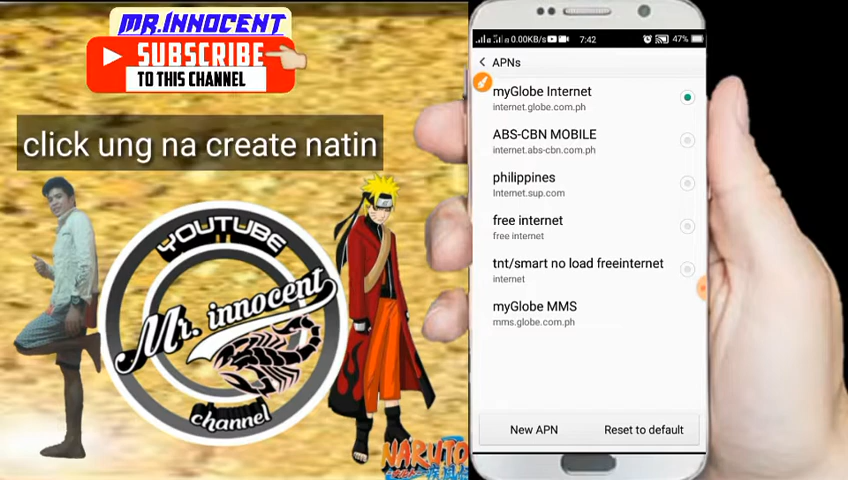 MR.INNOCENT
SUBSCRIBE
TO THIS CHANNEL
click ung na create natin
YOUTUBE
Mr. innocent
channel
NARUTO
0.00KB/s
7:42
47%
APNs
myGlobe Internet
internet.globe.com.ph
ABS-CBN MOBILE
internet.abs-cbn.com.ph
philippines
Internet.sup.com
free internet
free internet
tnt/smart no load freeinternet
internet
myGlobe MMS
mms.globe.com.ph
New APN
Reset to default